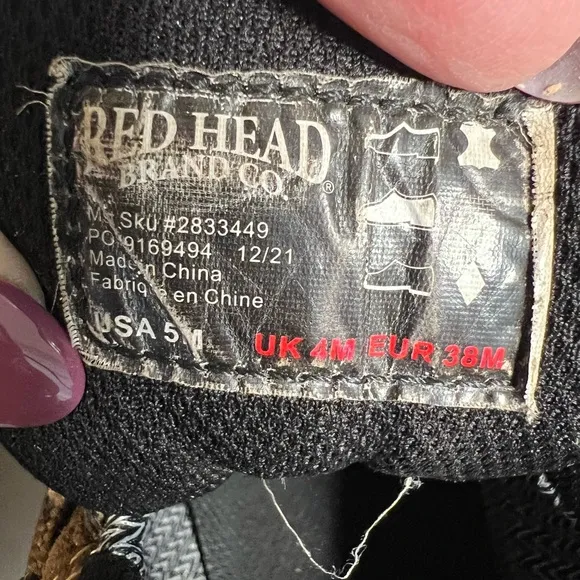 RED HEAD
BRAND CO.®
Sku #2833449
PO 9169494 12/21
Made in China
Fabriqué en Chine
USA 5 M UK 4M EUR 38M